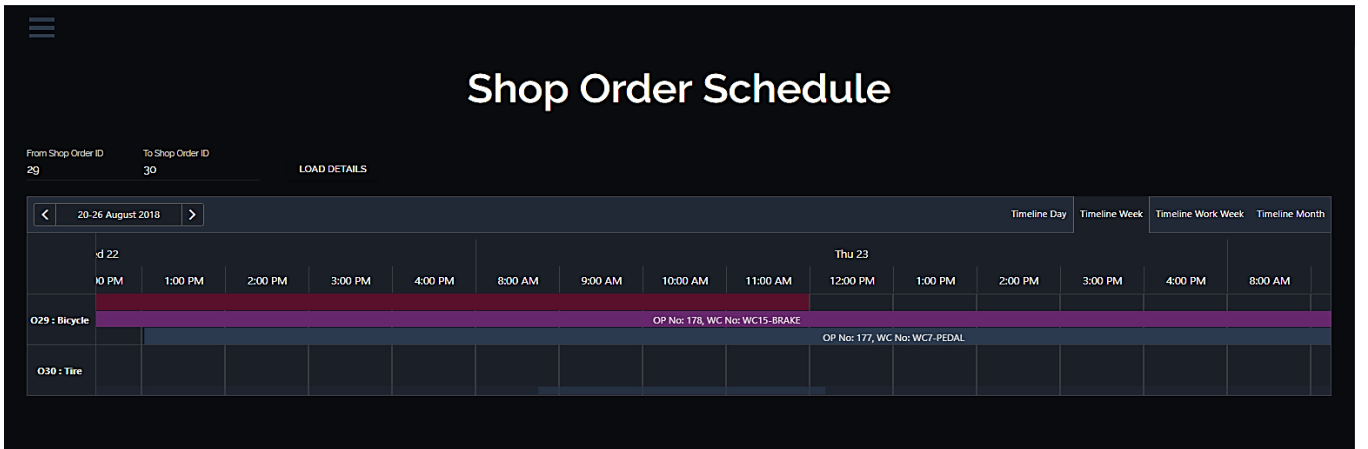 Shop Order Schedule
From Shop Order ID To Shop Order ID
29 30 LOAD DETAILS
20-26 August 2018 Timeline Day Timeline Week Timeline Work Week Timeline Month
d 22 Thu 23
00 PM 1:00 PM 2:00 PM 3:00 PM 4:00 PM 8:00 AM 9:00 AM 10:00 AM 11:00 AM 12:00 PM 1:00 PM 2:00 PM 3:00 PM 4:00 PM 8:00 AM
O29 : Bicycle OP No: 178, WC No: WC15-BRAKE
OP No: 177, WC No: WC7-PEDAL
O30 : Tire